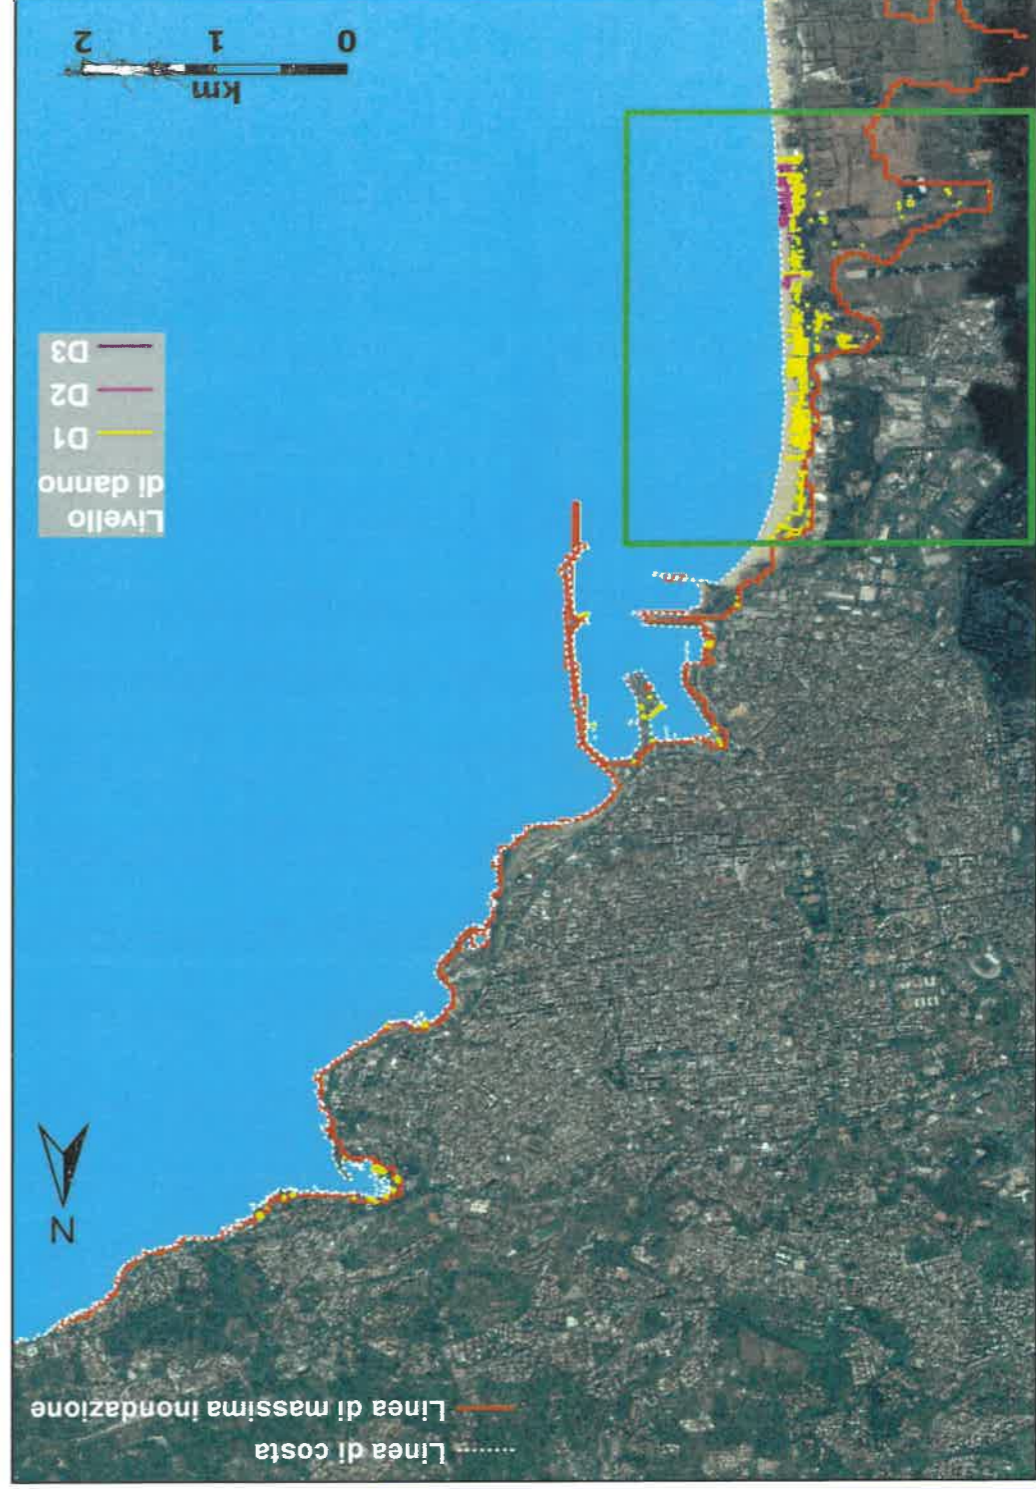 Linea di costa
Linea di massima inondazione
N
Livello
di danno
D1
D2
D3
km
0 1 2